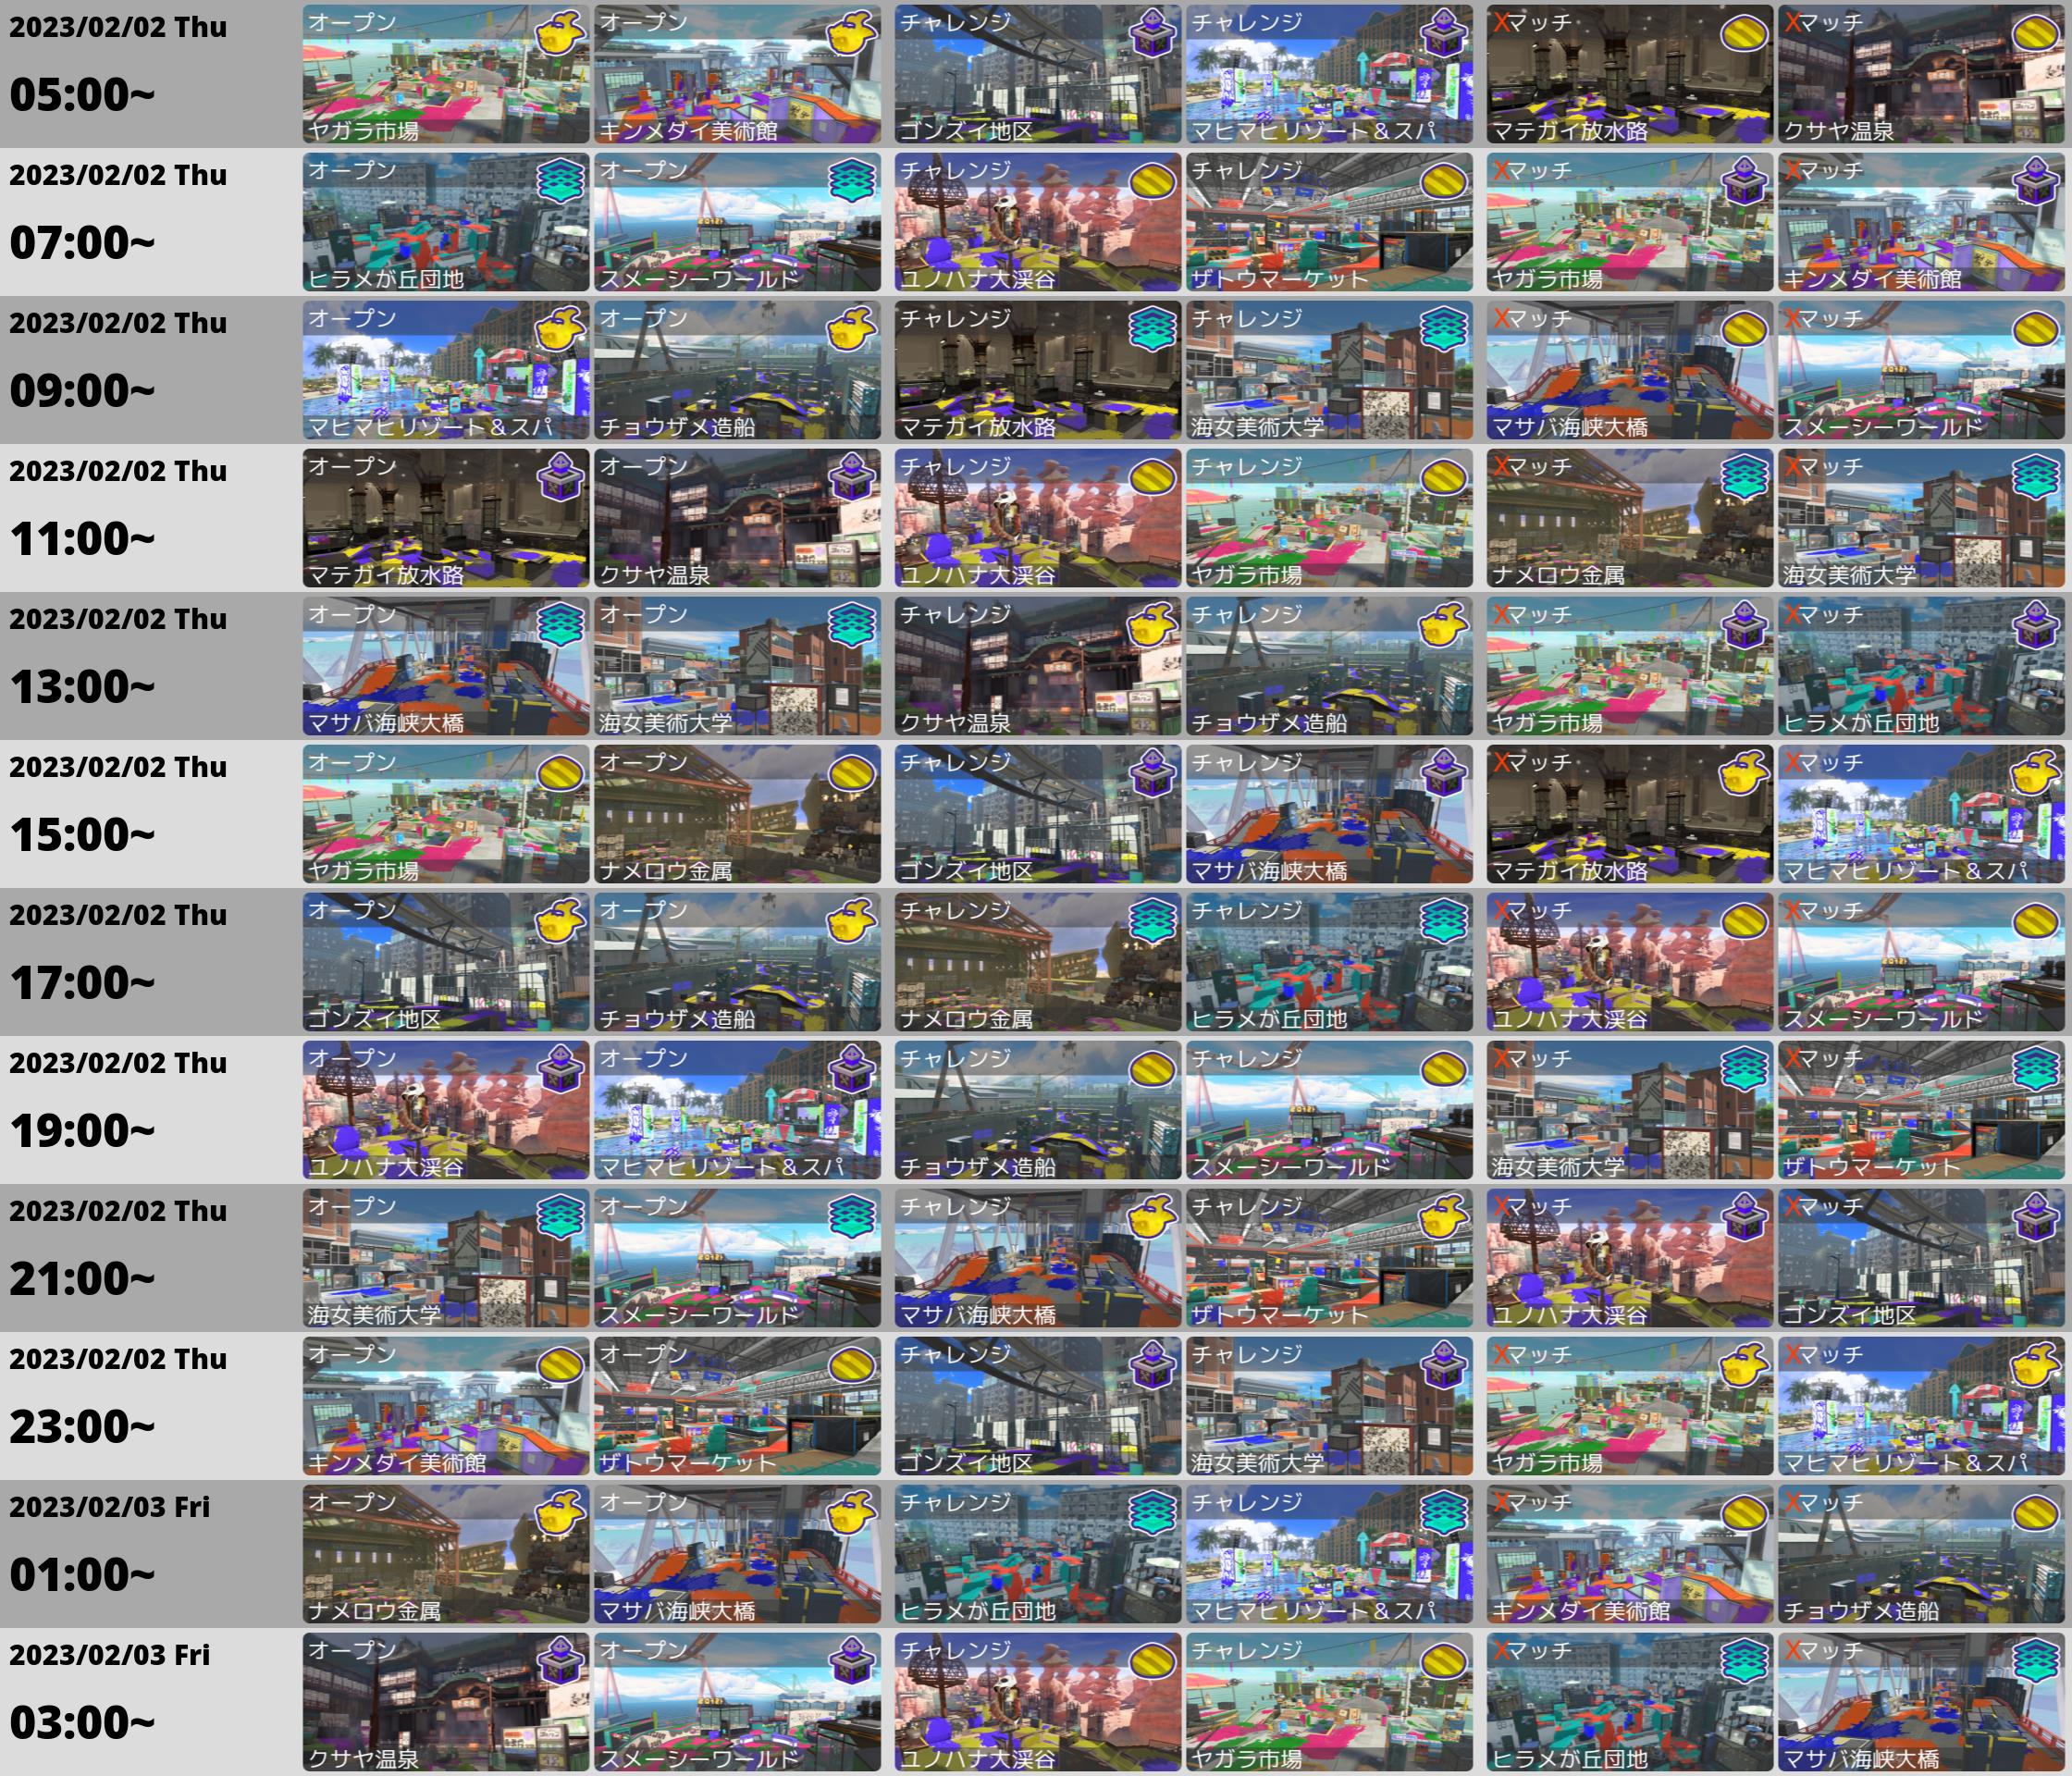 2023/02/02 Thu
05:00~
オープン オープン チャレンジ チャレンジ Xマッチ Xマッチ
ヤガラ市場 キンメダイ美術館 ゴンズイ地区 マヒマヒリゾート＆スパ マテガイ放水路 クサヤ温泉
2023/02/02 Thu
07:00~
オープン オープン チャレンジ チャレンジ Xマッチ Xマッチ
ヒラメが丘団地 スメーシーワールド ユノハナ大渓谷 ザトウマーケット ヤガラ市場 キンメダイ美術館
2023/02/02 Thu
09:00~
オープン オープン チャレンジ チャレンジ Xマッチ Xマッチ
マヒマヒリゾート＆スパ チョウザメ造船 マテガイ放水路 海女美術大学 マサバ海峡大橋 スメーシーワールド
2023/02/02 Thu
11:00~
オープン オープン チャレンジ チャレンジ Xマッチ Xマッチ
マテガイ放水路 クサヤ温泉 ユノハナ大渓谷 ヤガラ市場 ナメロウ金属 海女美術大学
2023/02/02 Thu
13:00~
オープン オープン チャレンジ チャレンジ Xマッチ Xマッチ
マサバ海峡大橋 海女美術大学 クサヤ温泉 チョウザメ造船 ヤガラ市場 ヒラメが丘団地
2023/02/02 Thu
15:00~
オープン オープン チャレンジ チャレンジ Xマッチ Xマッチ
ヤガラ市場 ナメロウ金属 ゴンズイ地区 マサバ海峡大橋 マテガイ放水路 マヒマヒリゾート＆スパ
2023/02/02 Thu
17:00~
オープン オープン チャレンジ チャレンジ Xマッチ Xマッチ
ゴンズイ地区 チョウザメ造船 ナメロウ金属 ヒラメが丘団地 ユノハナ大渓谷 スメーシーワールド
2023/02/02 Thu
19:00~
オープン オープン チャレンジ チャレンジ Xマッチ Xマッチ
ユノハナ大渓谷 マヒマヒリゾート＆スパ チョウザメ造船 スメーシーワールド 海女美術大学 ザトウマーケット
2023/02/02 Thu
21:00~
オープン オープン チャレンジ チャレンジ Xマッチ Xマッチ
海女美術大学 スメーシーワールド マサバ海峡大橋 ザトウマーケット ユノハナ大渓谷 ゴンズイ地区
2023/02/02 Thu
23:00~
オープン オープン チャレンジ チャレンジ Xマッチ Xマッチ
キンメダイ美術館 ザトウマーケット ゴンズイ地区 海女美術大学 ヤガラ市場 マヒマヒリゾート＆スパ
2023/02/03 Fri
01:00~
オープン オープン チャレンジ チャレンジ Xマッチ Xマッチ
ナメロウ金属 マサバ海峡大橋 ヒラメが丘団地 マヒマヒリゾート＆スパ キンメダイ美術館 チョウザメ造船
2023/02/03 Fri
03:00~
オープン オープン チャレンジ チャレンジ Xマッチ Xマッチ
クサヤ温泉 スメーシーワールド ユノハナ大渓谷 ヤガラ市場 ヒラメが丘団地 マサバ海峡大橋